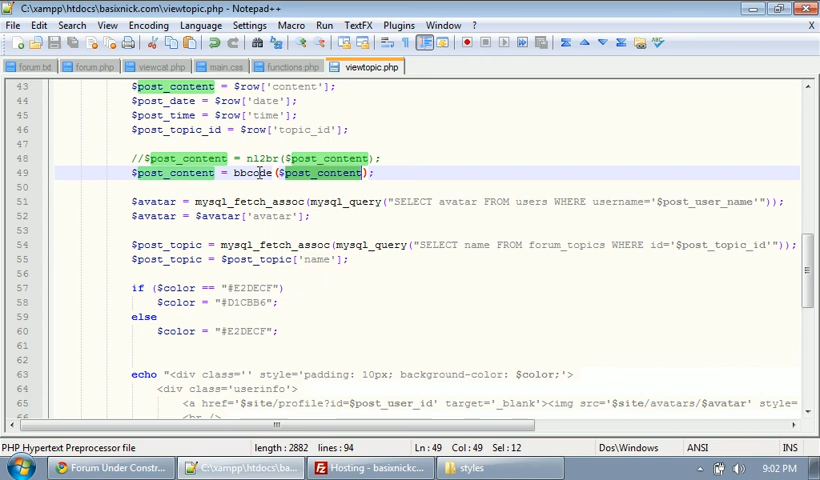 C:\xampp\htdocs\basixnick.com\viewtopic.php - Notepad++
File Edit Search View Encoding Language Settings Macro Run TextFX Plugins Window ? X
forum.txt forum.php viewcat.php main.css functions.php viewtopic.php
43 $post_content = $row['content'];
44 $post_date = $row['date'];
45 $post_time = $row['time'];
46 $post_topic_id = $row['topic_id'];
47
48 //$post_content = nl2br($post_content);
49 $post_content = bbcode($post_content);
50
51 $avatar = mysql_fetch_assoc(mysql_query("SELECT avatar FROM users WHERE username='$post_user_name'"));
52 $avatar = $avatar['avatar'];
53
54 $post_topic = mysql_fetch_assoc(mysql_query("SELECT name FROM forum_topics WHERE id='$post_topic_id'"));
55 $post_topic = $post_topic['name'];
56
57 if ($color == "#E2DECF")
58 $color = "#D1CBB6";
59 else
60 $color = "#E2DECF";
61
62
63 echo "<div class='' style='padding: 10px; background-color: $color;'>
64 <div class='userinfo'>
65 <a href='$site/profile?id=$post_user_id' target='_blank'><img src='$site/avatars/$avatar' style=
<br />
PHP Hypertext Preprocessor file length : 2882 lines : 94 Ln : 49 Col : 49 Sel : 12 Dos\Windows ANSI INS
Forum Under Constr... C:\xampp\htdocs\ba... Hosting - basixnickc... styles 9:02 PM